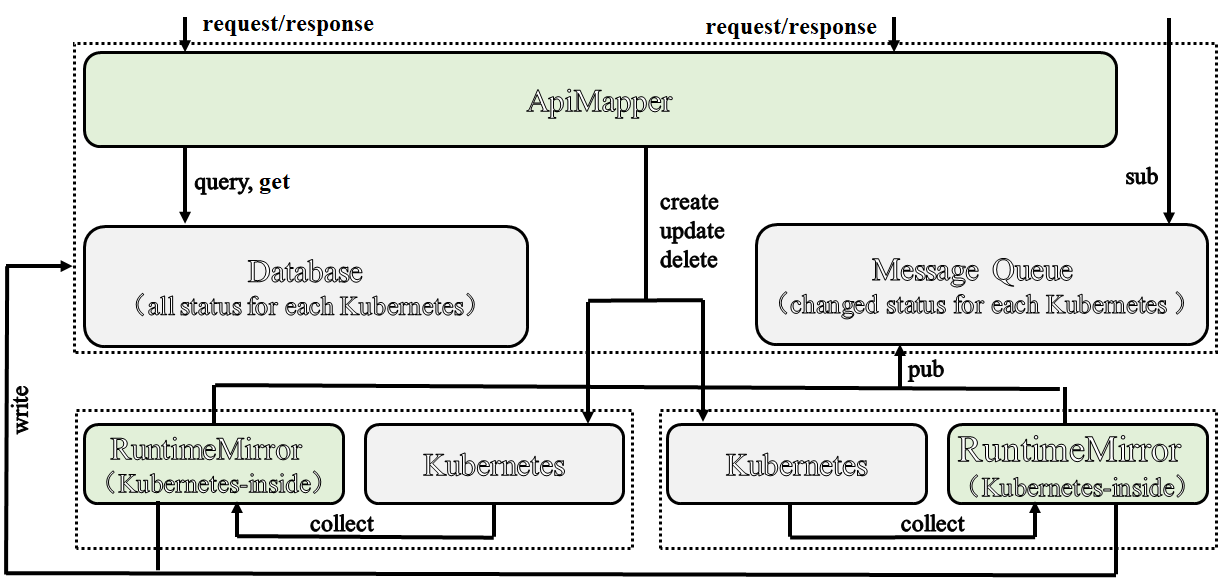 request/response
request/response
ApiMapper
query, get
sub
create
update
delete
Database
（all status for each Kubernetes）
Message Queue
（changed status for each Kubernetes ）
write
pub
RuntimeMirror
（Kubernetes-inside）
Kubernetes
Kubernetes
RuntimeMirror
（Kubernetes-inside）
collect
collect